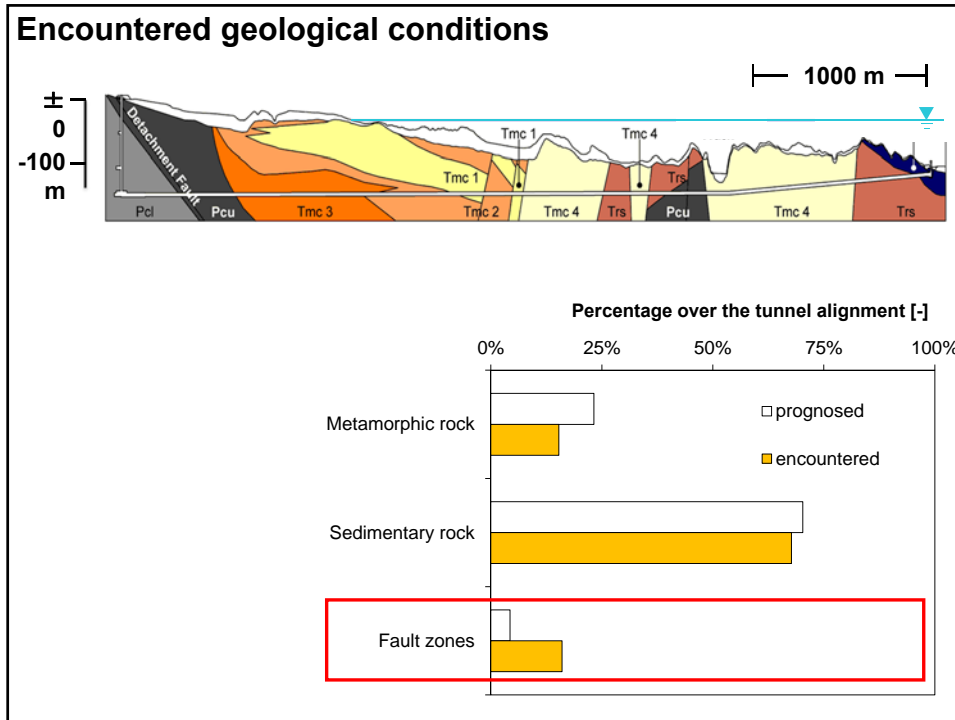 Encountered geological conditions
1000 m
±
0
-100
m
Detachment Fault
Tmc 1
Tmc 4
Tmc 1
Trs
Pcl
Pcu
Tmc 3
Tmc 2
Tmc 4
Trs
Pcu
Tmc 4
Trs
Percentage over the tunnel alignment [-]
0% 25% 50% 75% 100%
Metamorphic rock
prognosed
encountered
Sedimentary rock
Fault zones